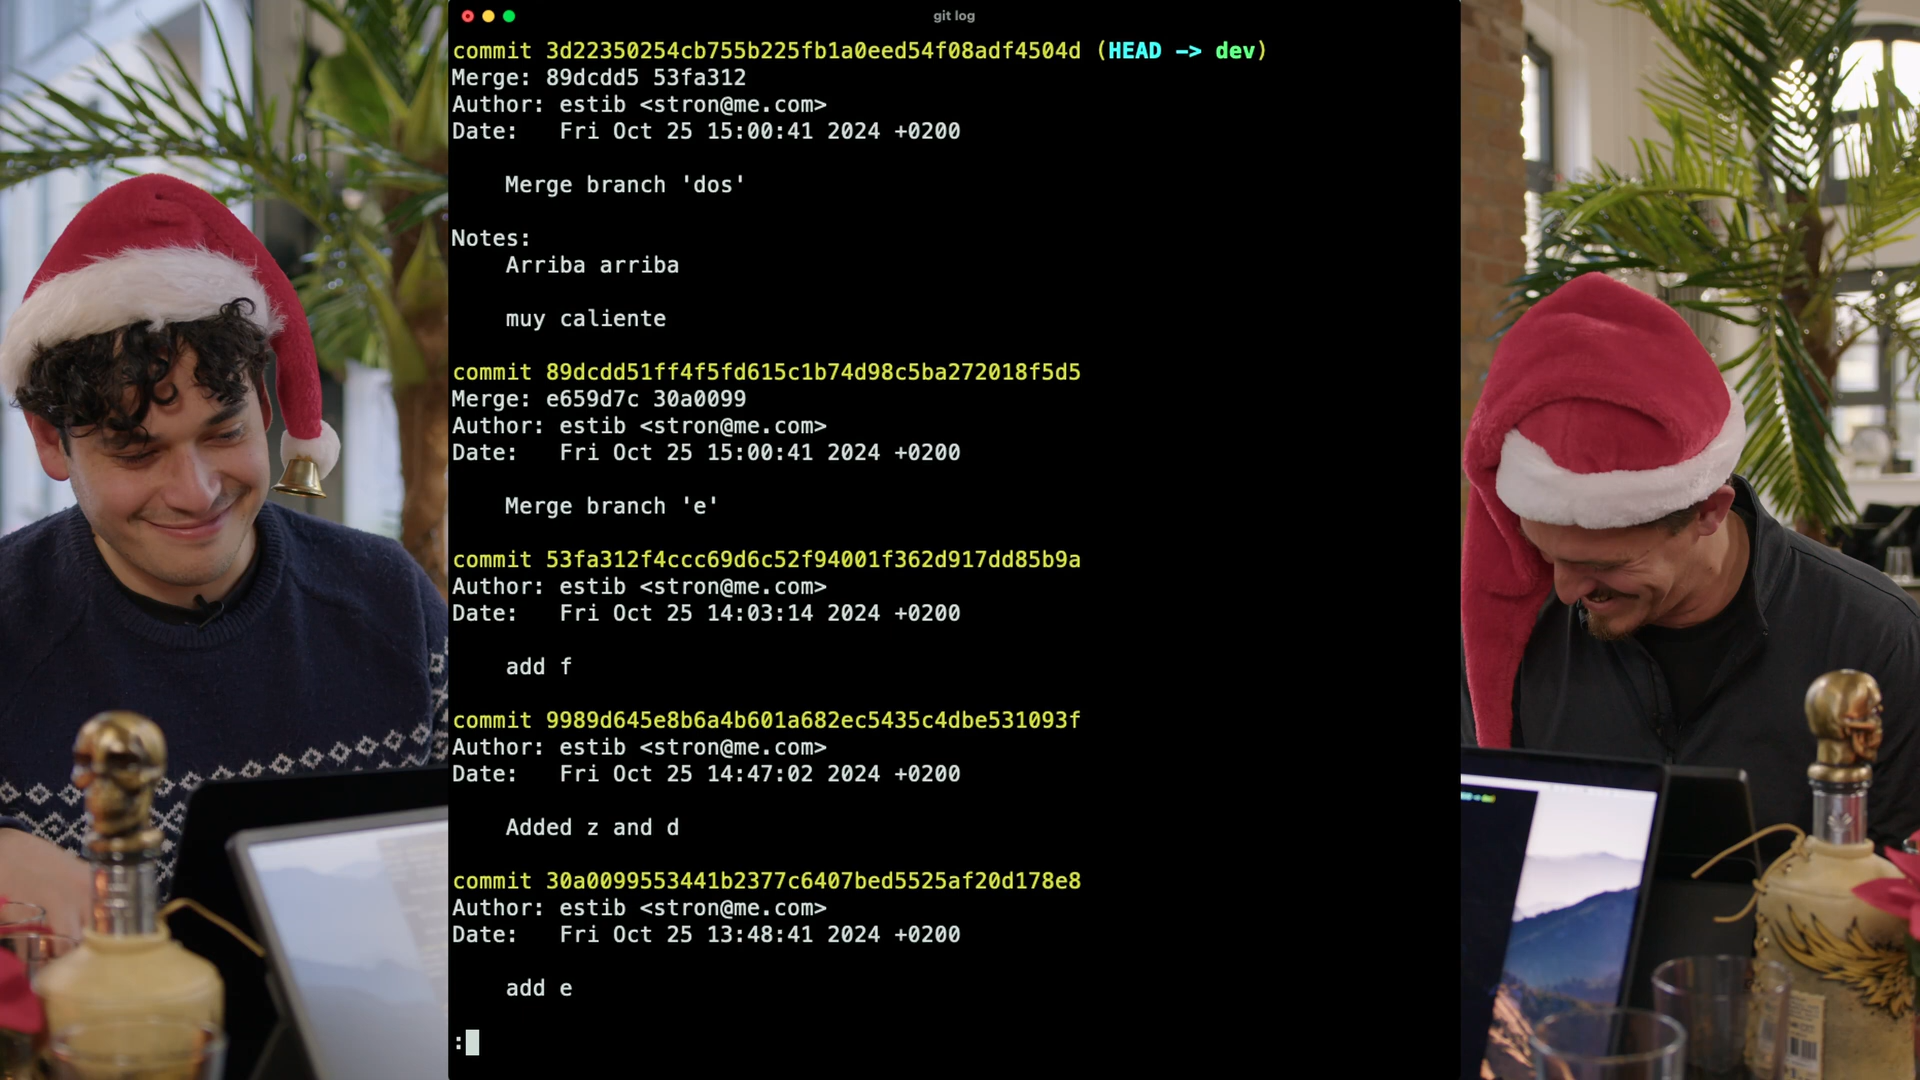 git log
commit 3d22350254cb755b225fb1a0eed54f08adf4504d (HEAD -> dev)
Merge: 89dcdd5 53fa312
Author: estib <stron@me.com>
Date:   Fri Oct 25 15:00:41 2024 +0200
Merge branch 'dos'
Notes:
Arriba arriba
muy caliente
commit 89dcdd51ff4f5fd615c1b74d98c5ba272018f5d5
Merge: e659d7c 30a0099
Author: estib <stron@me.com>
Date:   Fri Oct 25 15:00:41 2024 +0200
Merge branch 'e'
commit 53fa312f4ccc69d6c52f94001f362d917dd85b9a
Author: estib <stron@me.com>
Date:   Fri Oct 25 14:03:14 2024 +0200
add f
commit 9989d645e8b6a4b601a682ec5435c4dbe531093f
Author: estib <stron@me.com>
Date:   Fri Oct 25 14:47:02 2024 +0200
Added z and d
commit 30a0099553441b2377c6407bed5525af20d178e8
Author: estib <stron@me.com>
Date:   Fri Oct 25 13:48:41 2024 +0200
add e
: